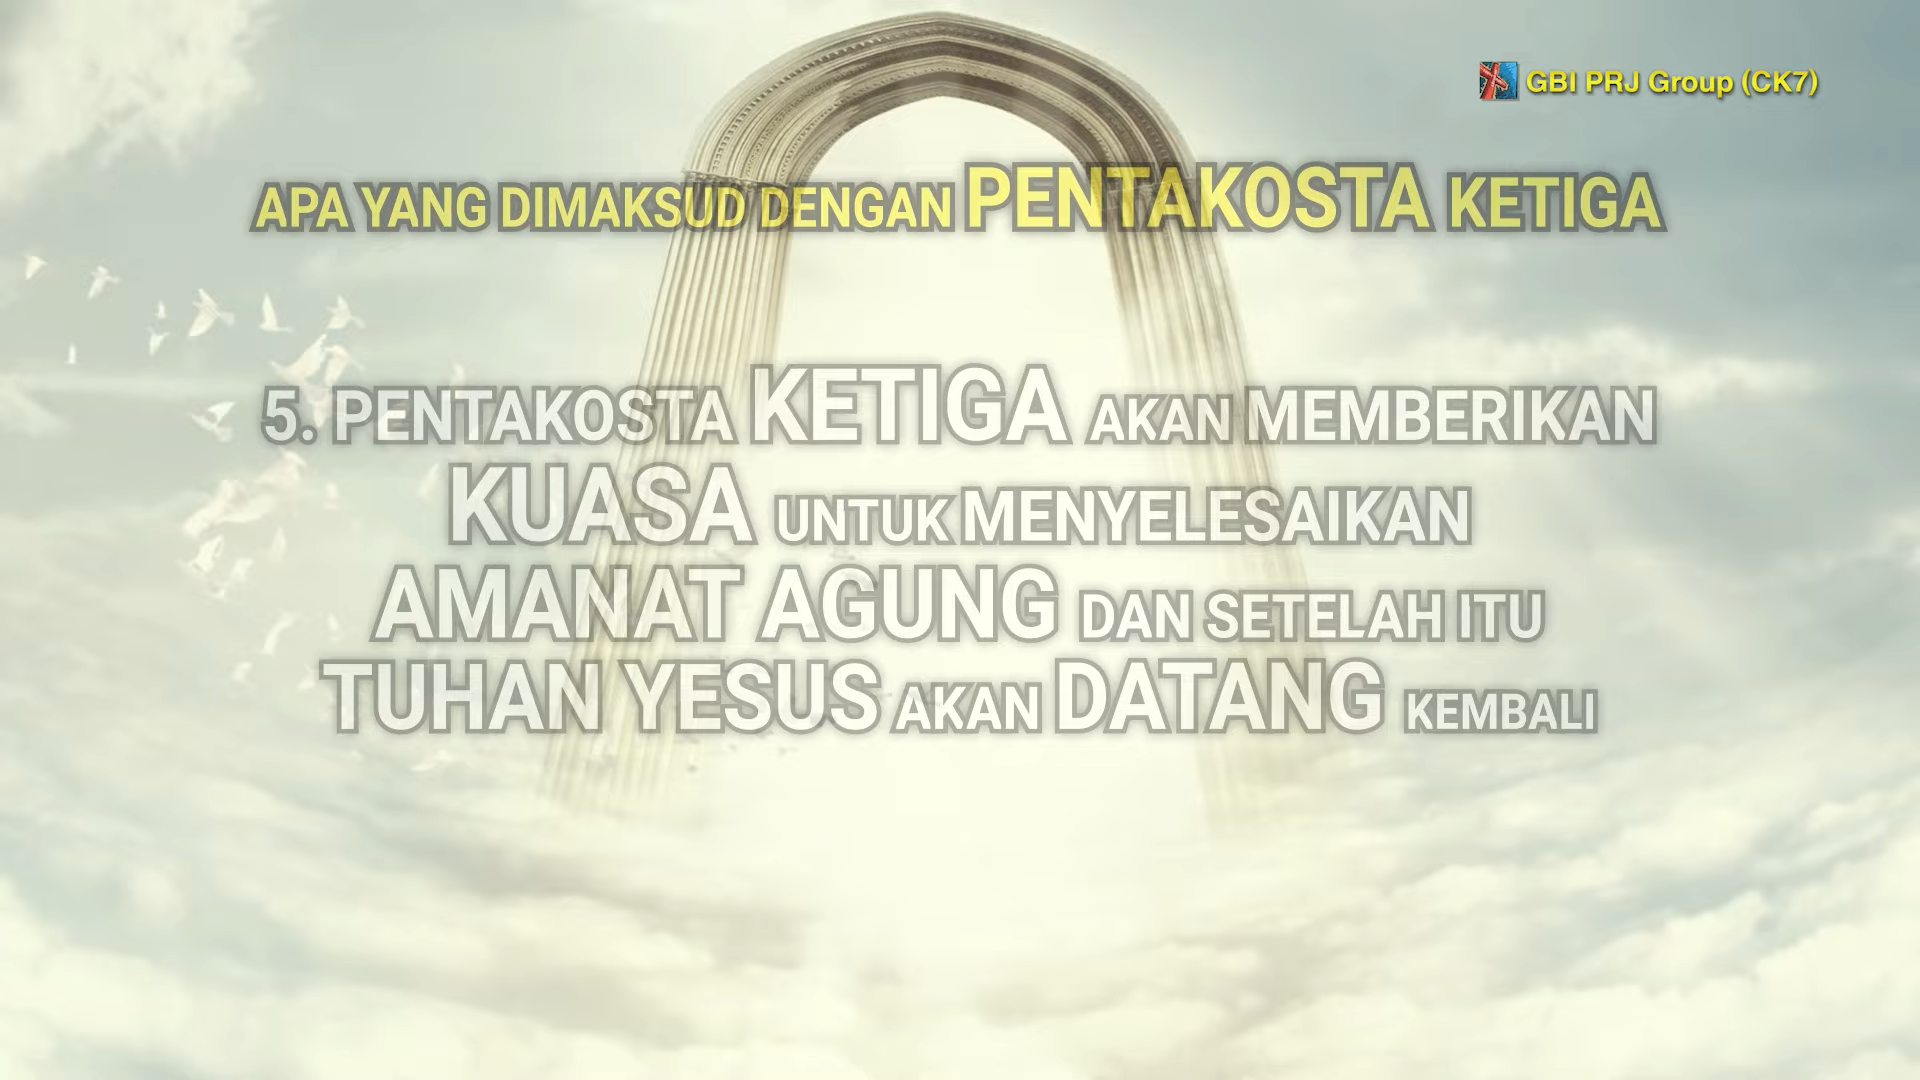 GBI PRJ Group (CK7)
APA YANG DIMAKSUD DENGAN PENTAKOSTA KETIGA
5. PENTAKOSTA KETIGA AKAN MEMBERIKAN
KUASA UNTUK MENYELESAIKAN
AMANAT AGUNG DAN SETELAH ITU
TUHAN YESUS AKAN DATANG KEMBALI